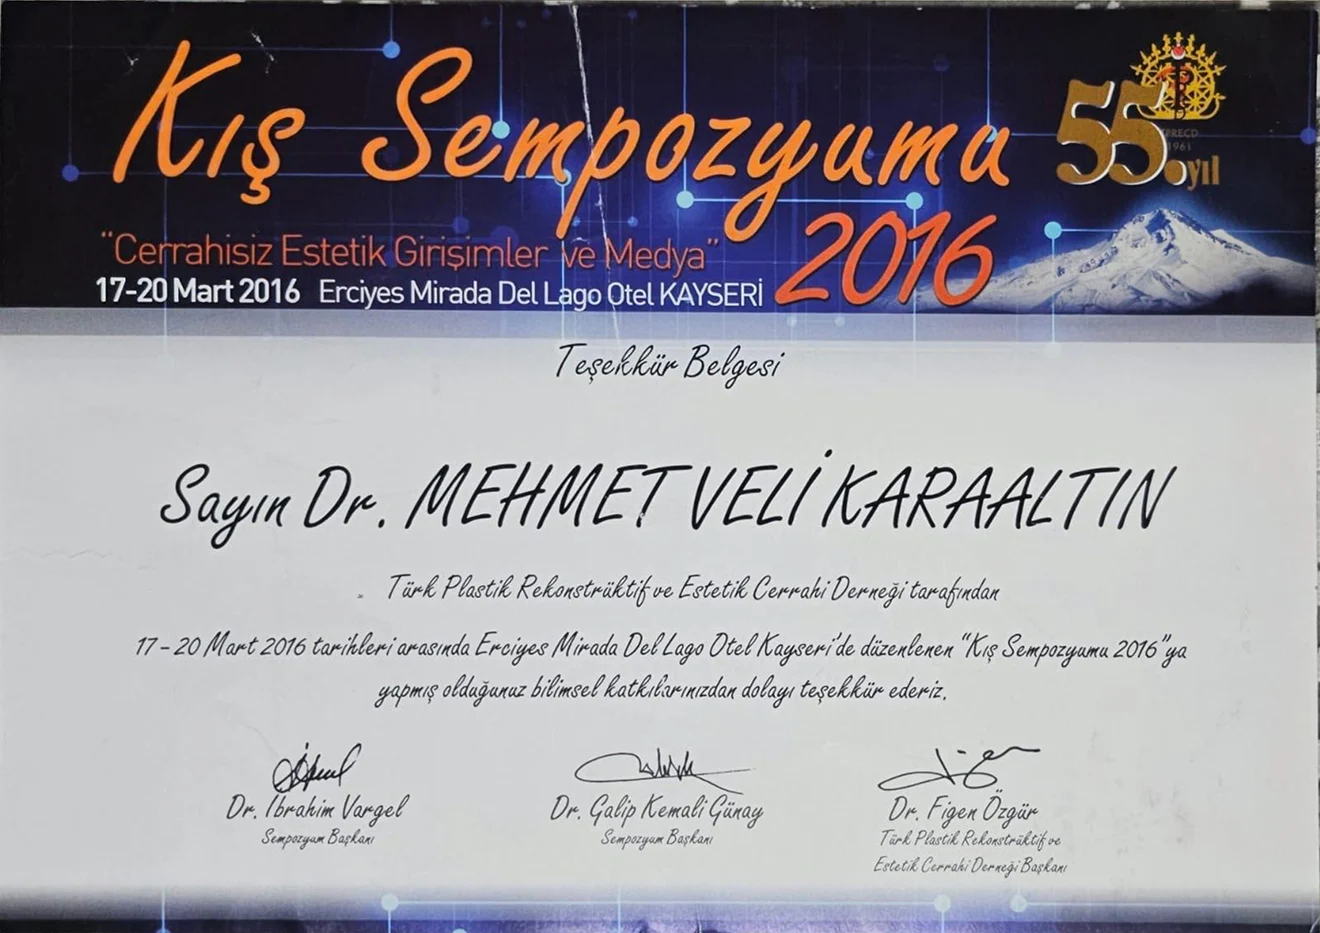 Kış Sempozyumu
2016
55.yıl
TPRECD
1961
"Cerrahisiz Estetik Girişimler ve Medya"
17-20 Mart 2016 Erciyes Mirada Del Lago Otel KAYSERİ
Teşekkür Belgesi
Sayın Dr. MEHMET VELİ KARAALTIN
Türk Plastik Rekonstrüktif ve Estetik Cerrahi Derneği tarafından
17 – 20 Mart 2016 tarihleri arasında Erciyes Mirada Del Lago Otel Kayseri'de düzenlenen "Kış Sempozyumu 2016"ya
yapmış olduğunuz bilimsel katkılarınızdan dolayı teşekkür ederiz.
Dr. İbrahim Vargel
Sempozyum Başkanı
Dr. Galip Kemali Günay
Sempozyum Başkanı
Dr. Figen Özgür
Türk Plastik Rekonstrüktif ve
Estetik Cerrahi Derneği Başkanı